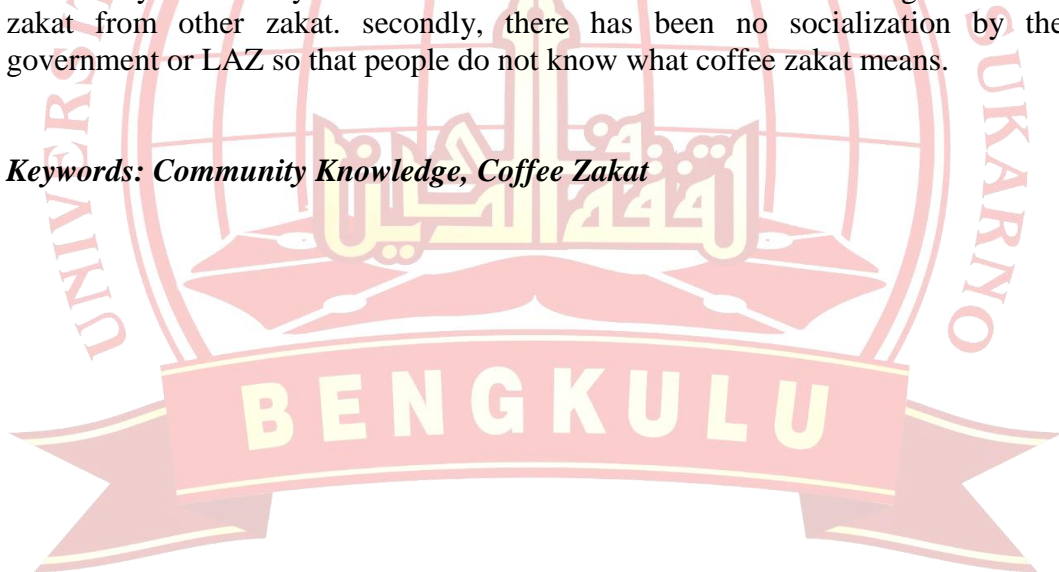 zakat from other zakat. secondly, there has been no socialization by the
government or LAZ so that people do not know what coffee zakat means.
Keywords: Community Knowledge, Coffee Zakat
SUKARNO
BENGKULU